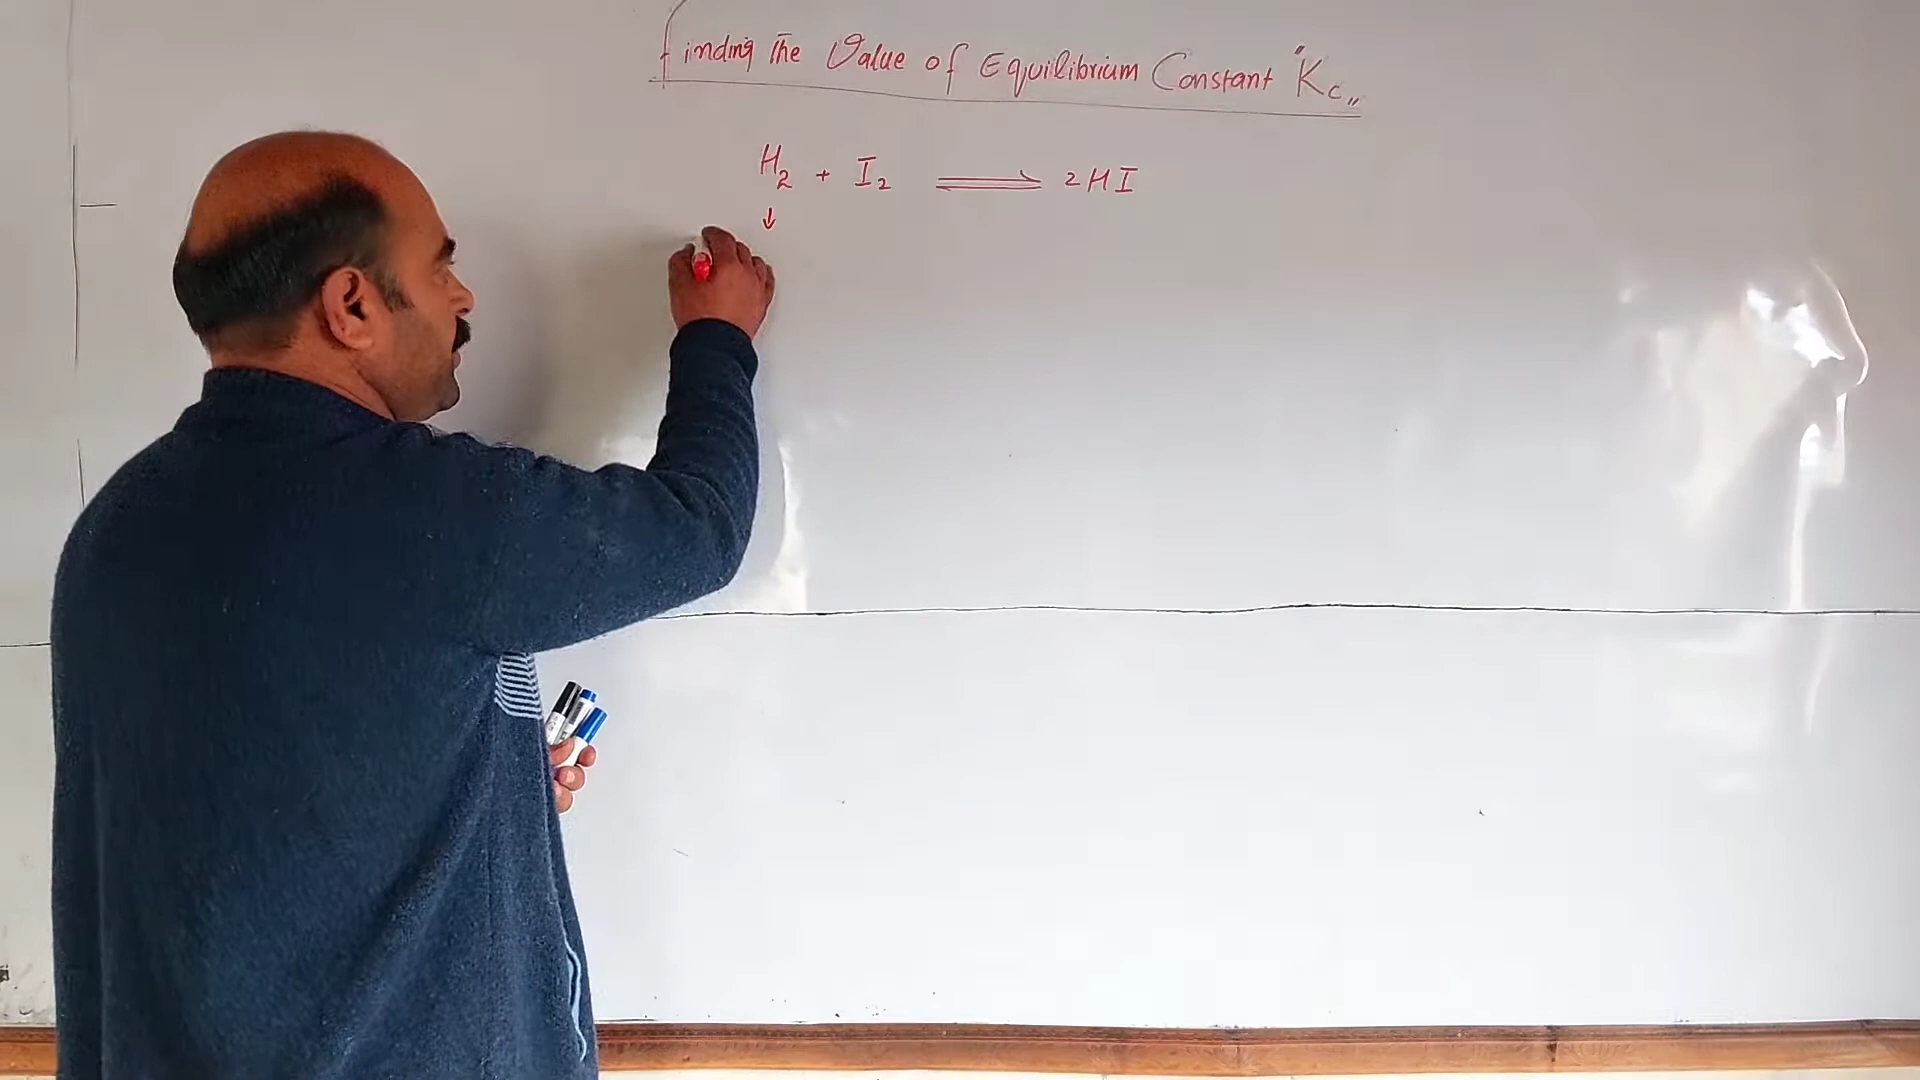 Finding The Value of Equilibrium Constant "Kc"
H₂ + I₂ ⇌ 2HI
↓